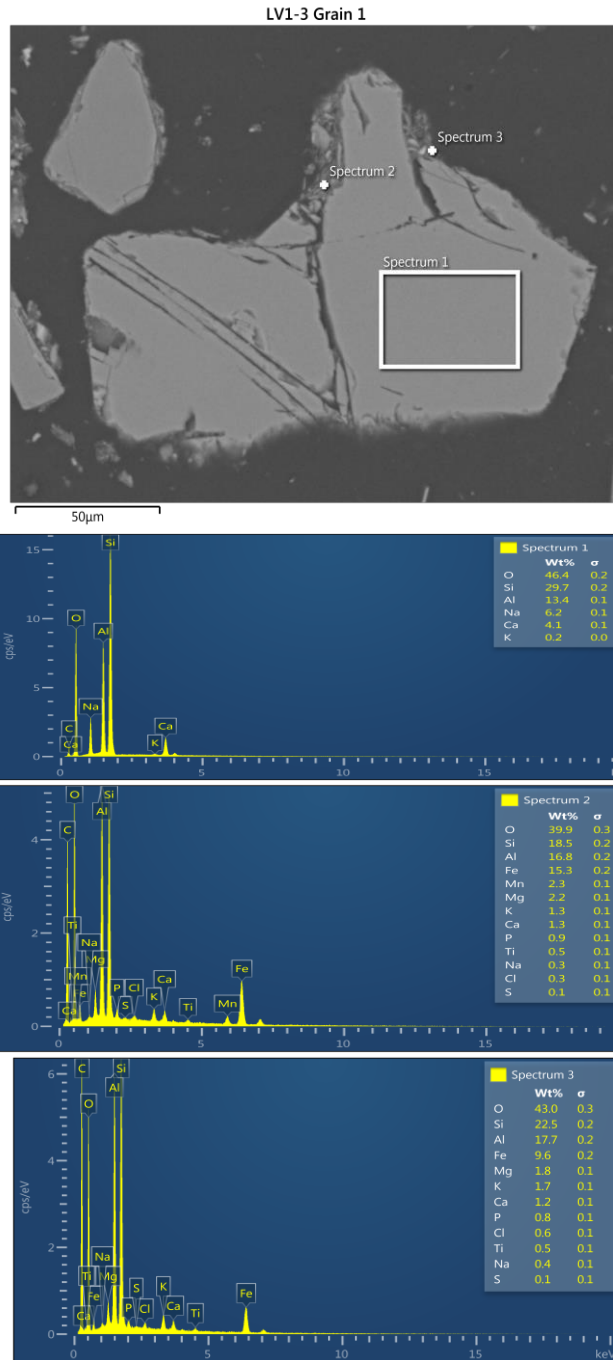 LV1-3 Grain 1
Spectrum 3
Spectrum 2
Spectrum 1
50μm
Spectrum 1
Wt% σ
O 46.4 0.2
Si 29.7 0.2
Al 13.4 0.1
Na 6.2 0.1
Ca 4.1 0.1
K 0.2 0.0
cps/eV
15
10
5
0
Si
O
Al
Na
C
Ca
K
Ca
0 5 10 15
Spectrum 2
Wt% σ
O 39.9 0.3
Si 18.5 0.2
Al 16.8 0.2
Fe 15.3 0.2
Mn 2.3 0.1
Mg 2.2 0.1
K 1.3 0.1
Ca 1.3 0.1
P 0.9 0.1
Ti 0.5 0.1
Na 0.3 0.1
Cl 0.3 0.1
S 0.1 0.1
cps/eV
4
2
0
O Si
Al
C
Ti
Na
Mg
Mn
Fe
Ca
P
S
Cl
K
Ca
Ti
Mn
Fe
0 5 10 15
Spectrum 3
Wt% σ
O 43.0 0.3
Si 22.5 0.2
Al 17.7 0.2
Fe 9.6 0.2
Mg 1.8 0.1
K 1.7 0.1
Ca 1.2 0.1
P 0.8 0.1
Cl 0.6 0.1
Ti 0.5 0.1
Na 0.4 0.1
S 0.1 0.1
cps/eV
6
4
2
0
C Si
Al
O
Na
Ti
Mg
Fe
Ca
P
S
Cl
K
Ca
Ti
Fe
0 5 10 15 keV